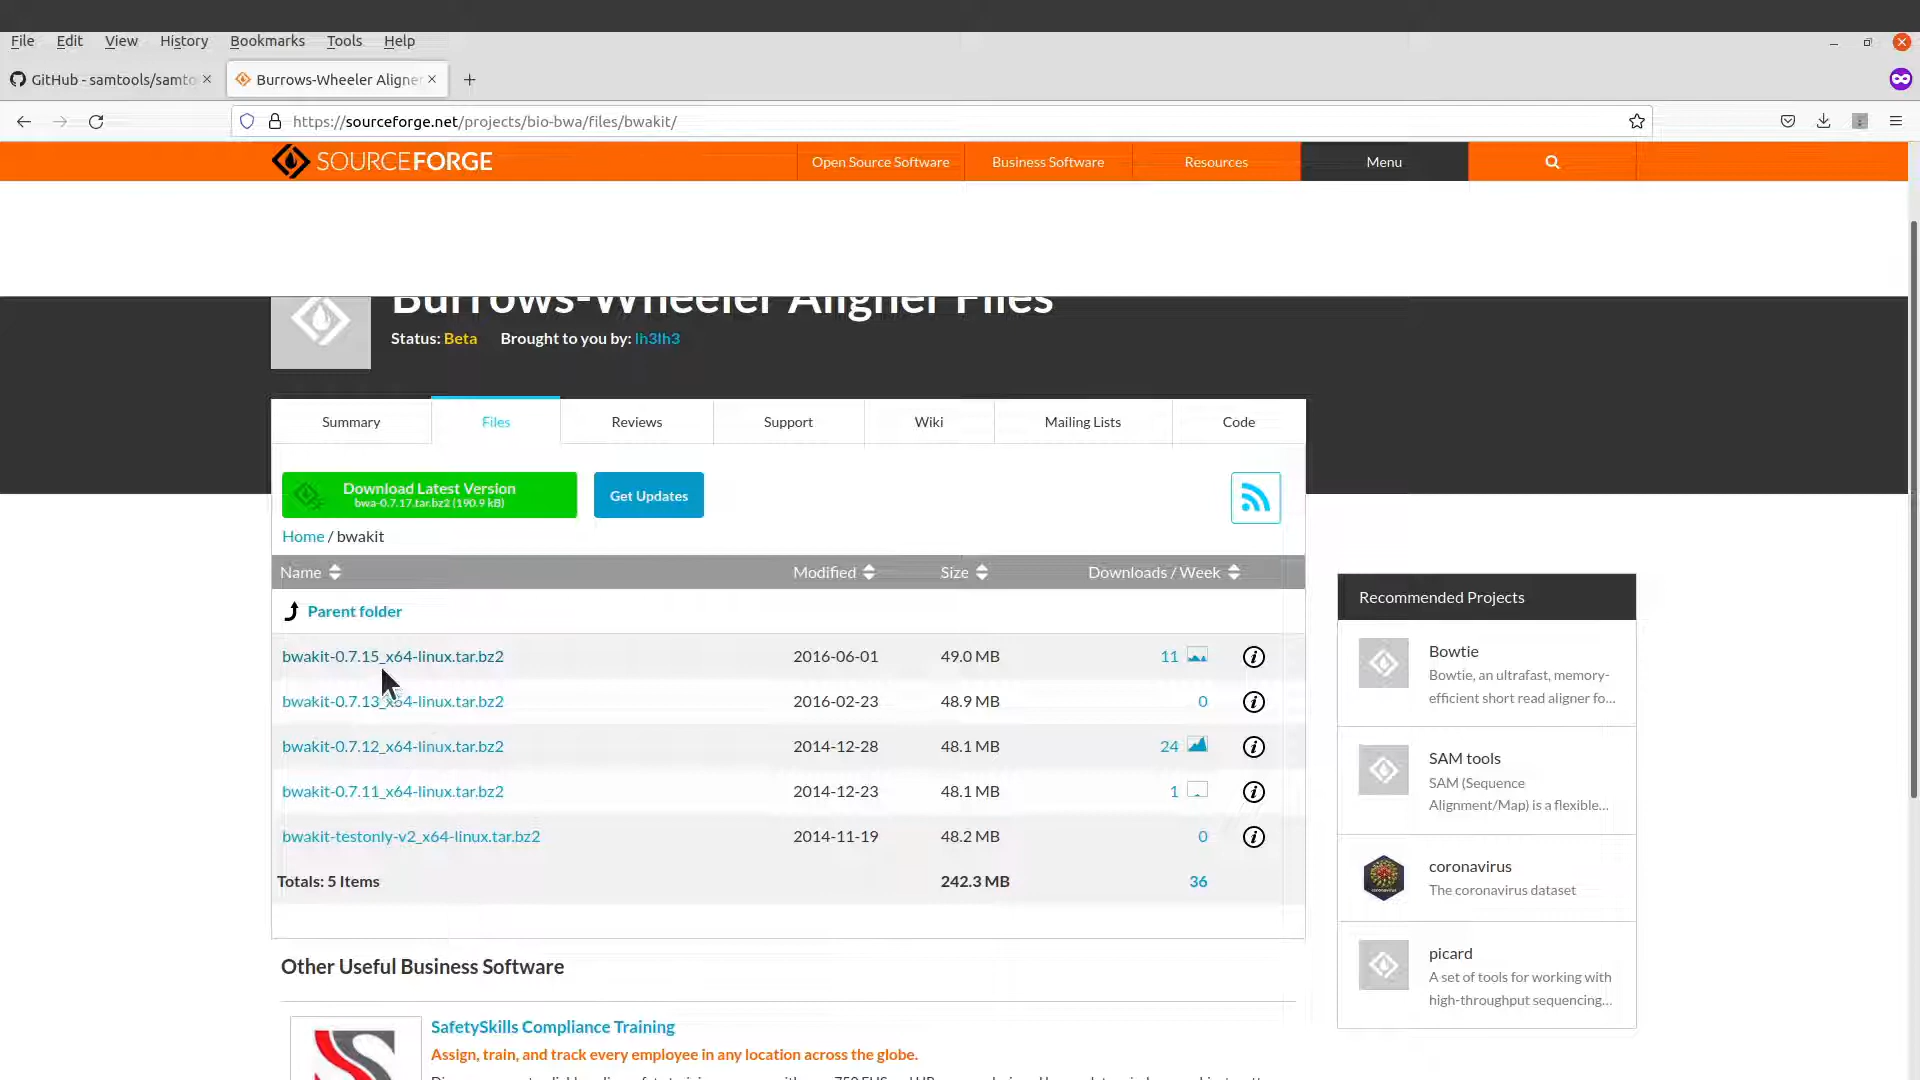 File Edit View History Bookmarks Tools Help
GitHub - samtools/samto
Burrows-Wheeler Aligne
https://sourceforge.net/projects/bio-bwa/files/bwakit/
SOURCEFORGE
Open Source Software
Business Software
Resources
Menu
Burrows-Wheeler Aligner Files
Status: Beta Brought to you by: lh3lh3
Summary Files Reviews Support Wiki Mailing Lists Code
Download Latest Version
bwa-0.7.17.tar.bz2 (190.9 kB)
Get Updates
Home / bwakit
Name Modified Size Downloads / Week
Parent folder
bwakit-0.7.15_x64-linux.tar.bz2 2016-06-01 49.0 MB 11
bwakit-0.7.13_x64-linux.tar.bz2 2016-02-23 48.9 MB 0
bwakit-0.7.12_x64-linux.tar.bz2 2014-12-28 48.1 MB 24
bwakit-0.7.11_x64-linux.tar.bz2 2014-12-23 48.1 MB 1
bwakit-testonly-v2_x64-linux.tar.bz2 2014-11-19 48.2 MB 0
Totals: 5 Items 242.3 MB 36
Recommended Projects
Bowtie
Bowtie, an ultrafast, memory-
efficient short read aligner fo...
SAM tools
SAM (Sequence
Alignment/Map) is a flexible...
coronavirus
The coronavirus dataset
picard
A set of tools for working with
high-throughput sequencing...
Other Useful Business Software
SafetySkills Compliance Training
Assign, train, and track every employee in any location across the globe.